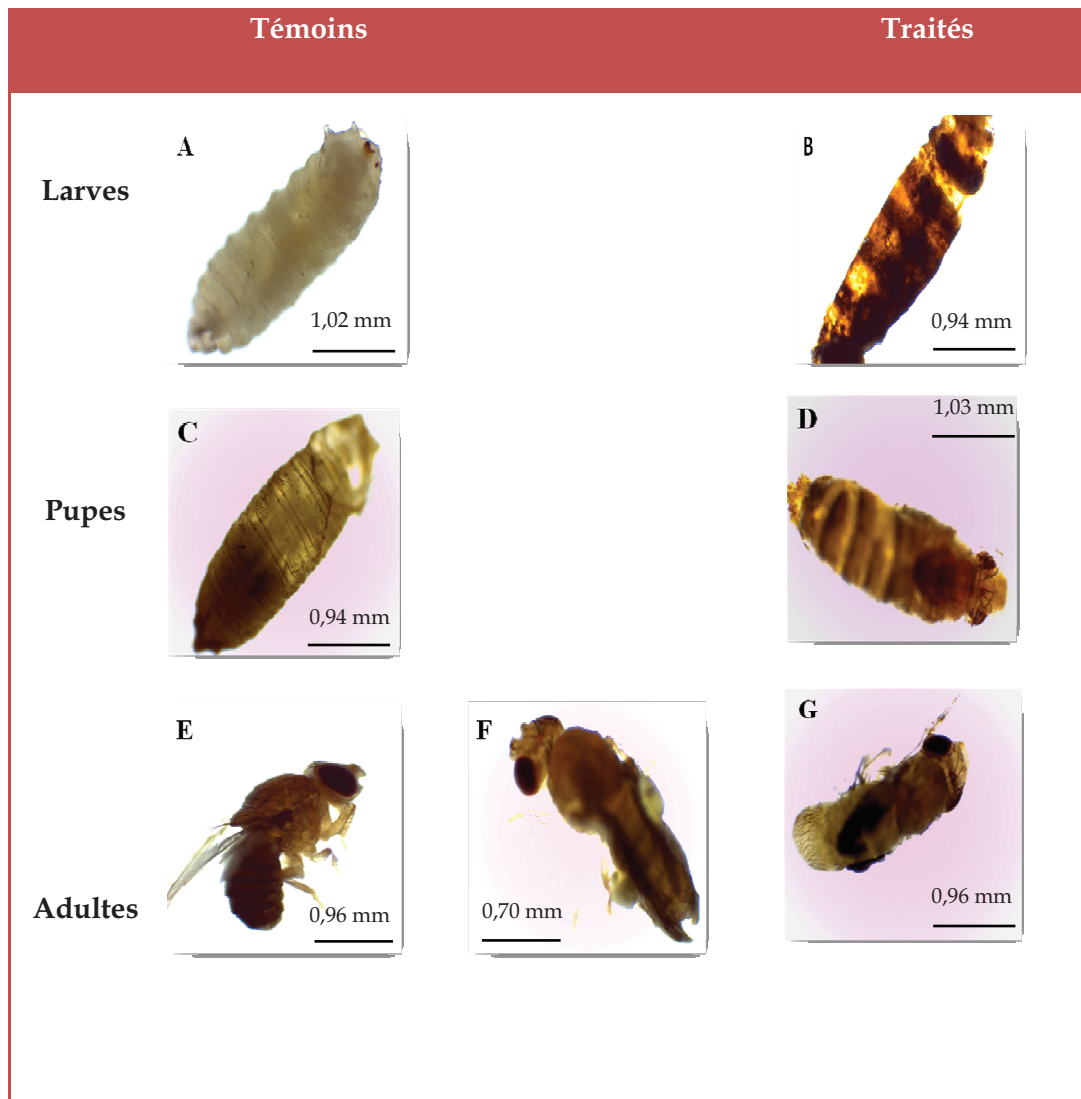 Témoins Traités
A B
Larves
1,02 mm 0,94 mm
C D 1,03 mm
Pupes
0,94 mm
E F G
Adultes
0,96 mm 0,70 mm 0,96 mm